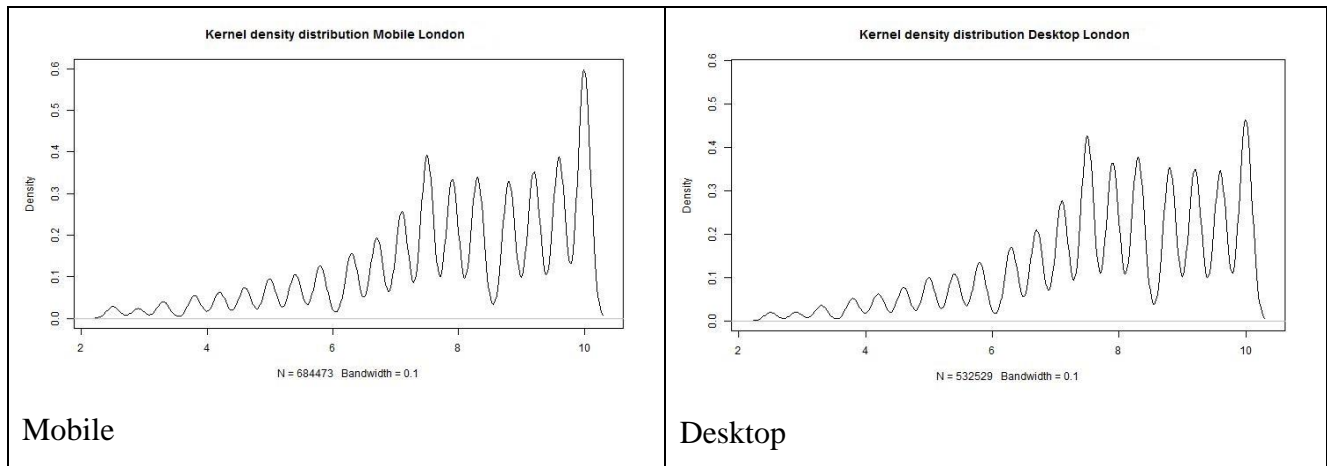 Kernel density distribution Mobile London
0.6
0.5
0.4
0.3
0.2
0.1
0.0
Density
2 4 6 8 10
N = 684473 Bandwidth = 0.1
Mobile
Kernel density distribution Desktop London
0.6
0.5
0.4
0.3
0.2
0.1
0.0
Density
2 4 6 8 10
N = 532529 Bandwidth = 0.1
Desktop